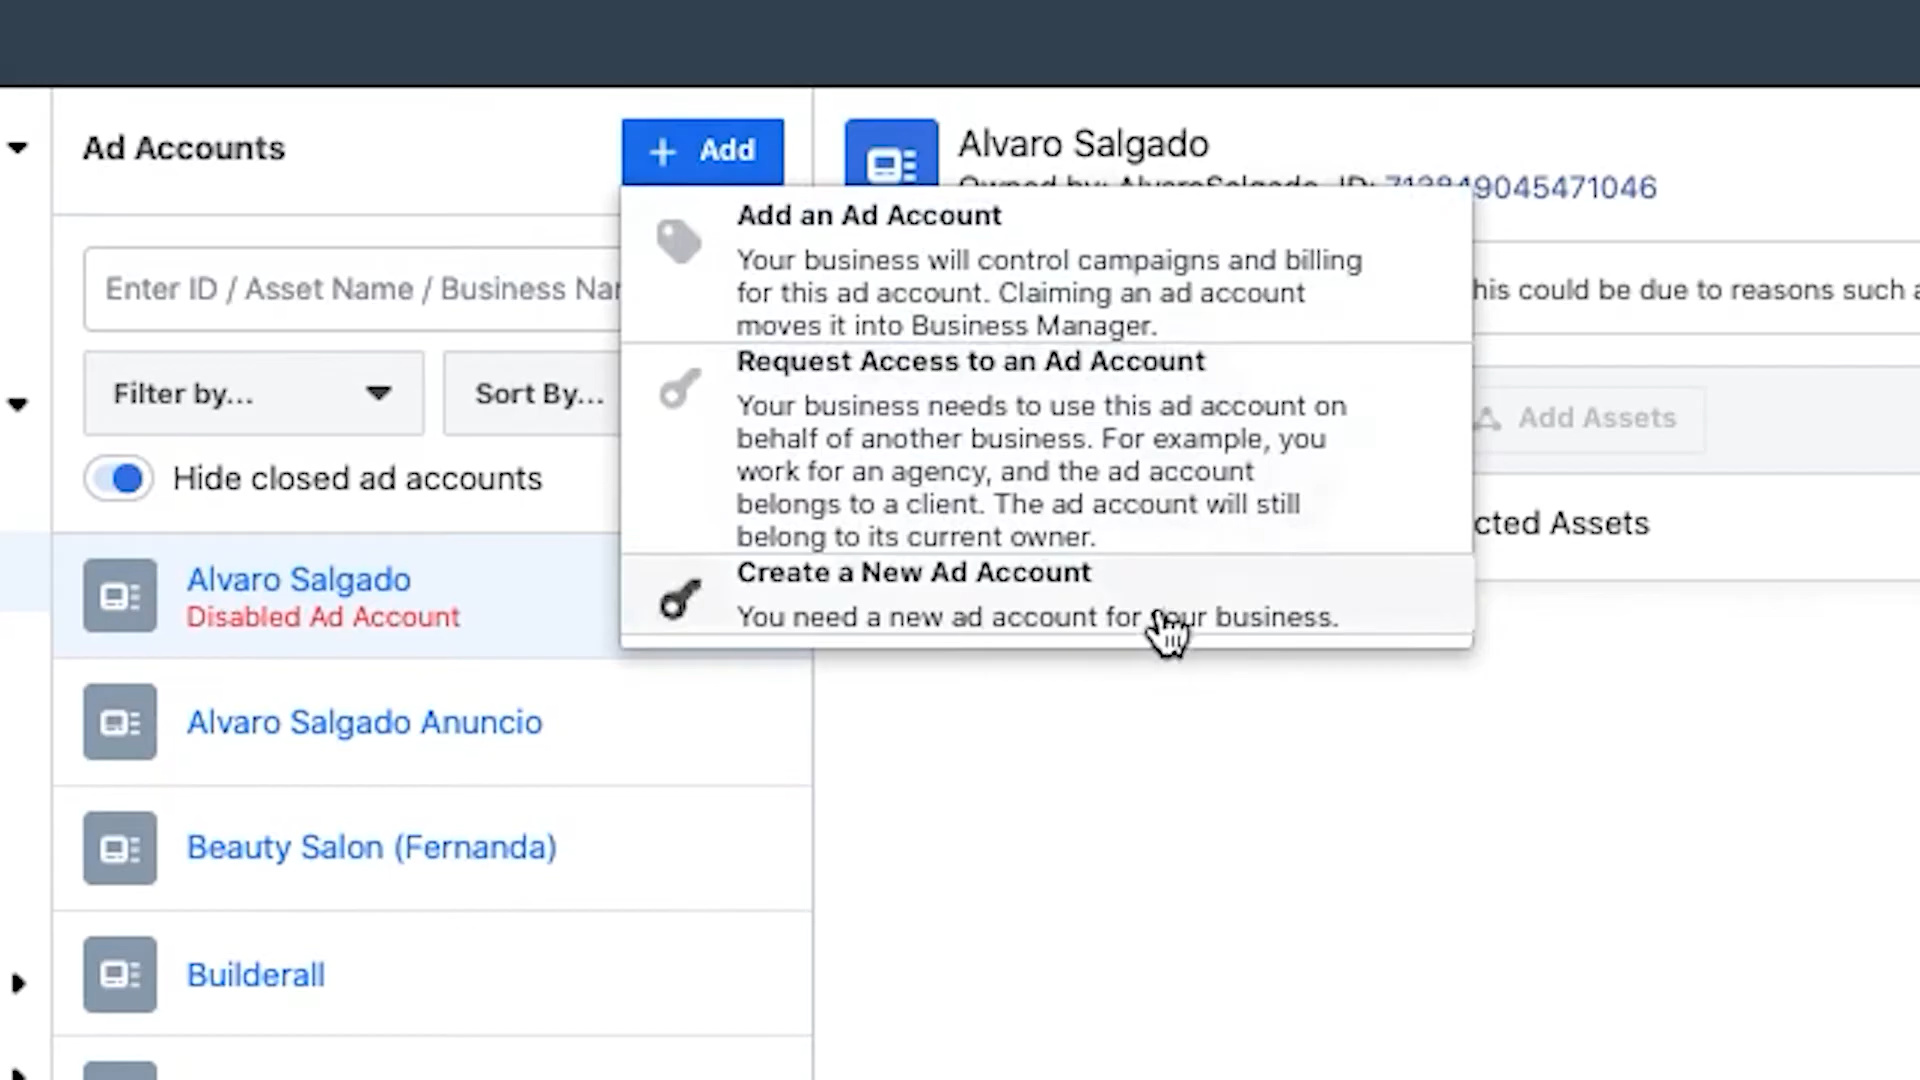 Ad Accounts
+ Add
Alvaro Salgado
Owned by: AlvaroSalgado ID: 712849045471046
Enter ID / Asset Name / Business Nar
his could be due to reasons such a
Filter by...
Sort By...
Hide closed ad accounts
Add an Ad Account
Your business will control campaigns and billing
for this ad account. Claiming an ad account
moves it into Business Manager.
Request Access to an Ad Account
Your business needs to use this ad account on
behalf of another business. For example, you
work for an agency, and the ad account
belongs to a client. The ad account will still
belong to its current owner.
Create a New Ad Account
You need a new ad account for your business.
Add Assets
cted Assets
Alvaro Salgado
Disabled Ad Account
Alvaro Salgado Anuncio
Beauty Salon (Fernanda)
Builderall